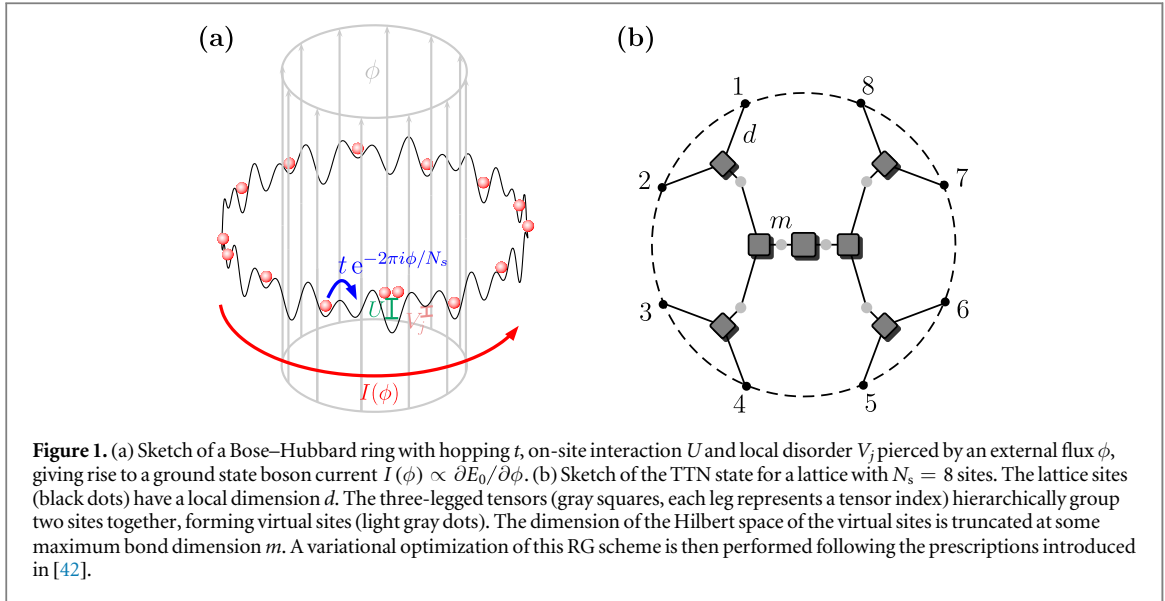 (a)
(b)
ϕ
t e^{-2πiϕ/N_s}
U
V_j
I(ϕ)
1
8
d
2
7
m
3
6
4
5
Figure 1. (a) Sketch of a Bose–Hubbard ring with hopping t, on-site interaction U and local disorder V_j pierced by an external flux ϕ,
giving rise to a ground state boson current I (ϕ) ∝ ∂E_0/∂ϕ. (b) Sketch of the TTN state for a lattice with N_s = 8 sites. The lattice sites
(black dots) have a local dimension d. The three-legged tensors (gray squares, each leg represents a tensor index) hierarchically group
two sites together, forming virtual sites (light gray dots). The dimension of the Hilbert space of the virtual sites is truncated at some
maximum bond dimension m. A variational optimization of this RG scheme is then performed following the prescriptions introduced
in [42].